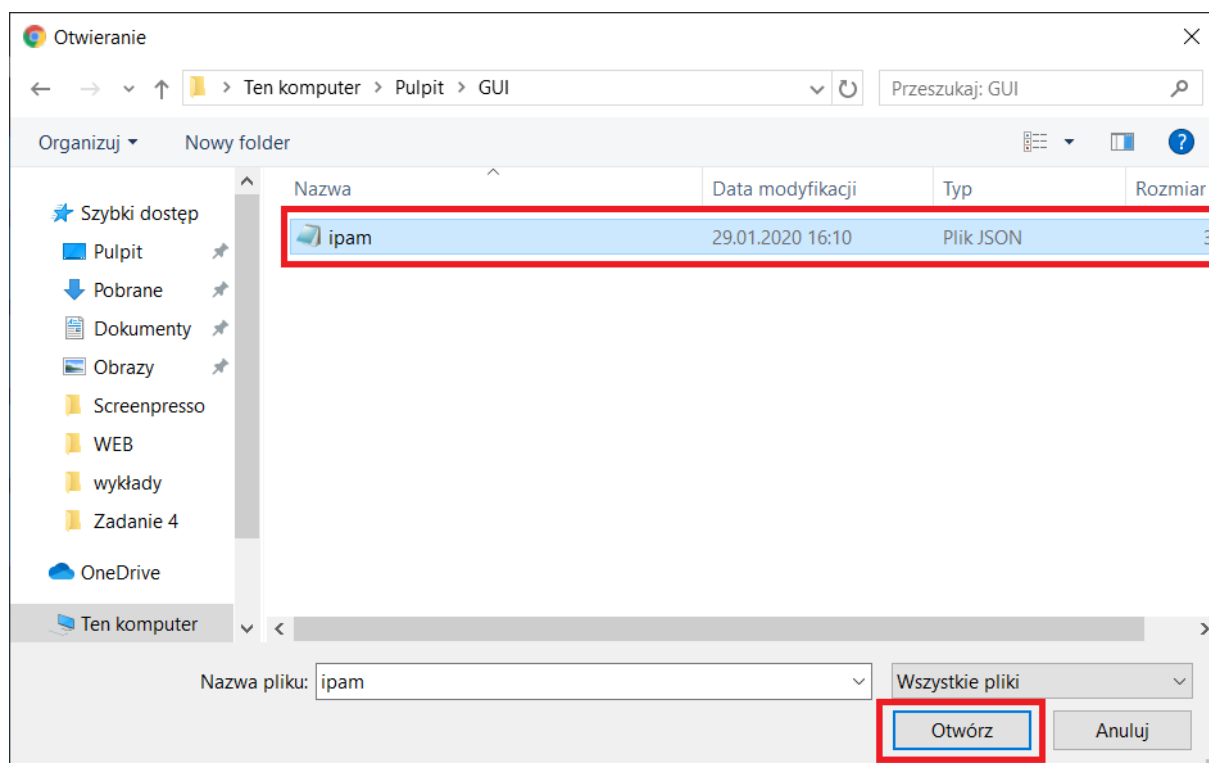 Otwieranie
Ten komputer > Pulpit > GUI
Przeszukaj: GUI
Organizuj
Nowy folder
?
Nazwa
Data modyfikacji
Typ
Rozmiar
ipam
29.01.2020 16:10
Plik JSON
Szybki dostęp
Pulpit
Pobrane
Dokumenty
Obrazy
Screenpresso
WEB
wykłady
Zadanie 4
OneDrive
Ten komputer
Nazwa pliku:
ipam
Wszystkie pliki
Otwórz
Anuluj